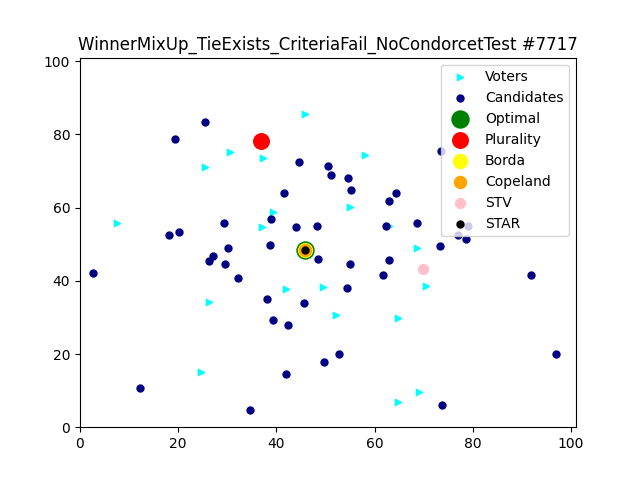 WinnerMixUp_TieExists_CriteriaFail_NoCondorcetTest #7717
100
80
60
40
20
0
0 20 40 60 80 100
Voters
Candidates
Optimal
Plurality
Borda
Copeland
STV
STAR